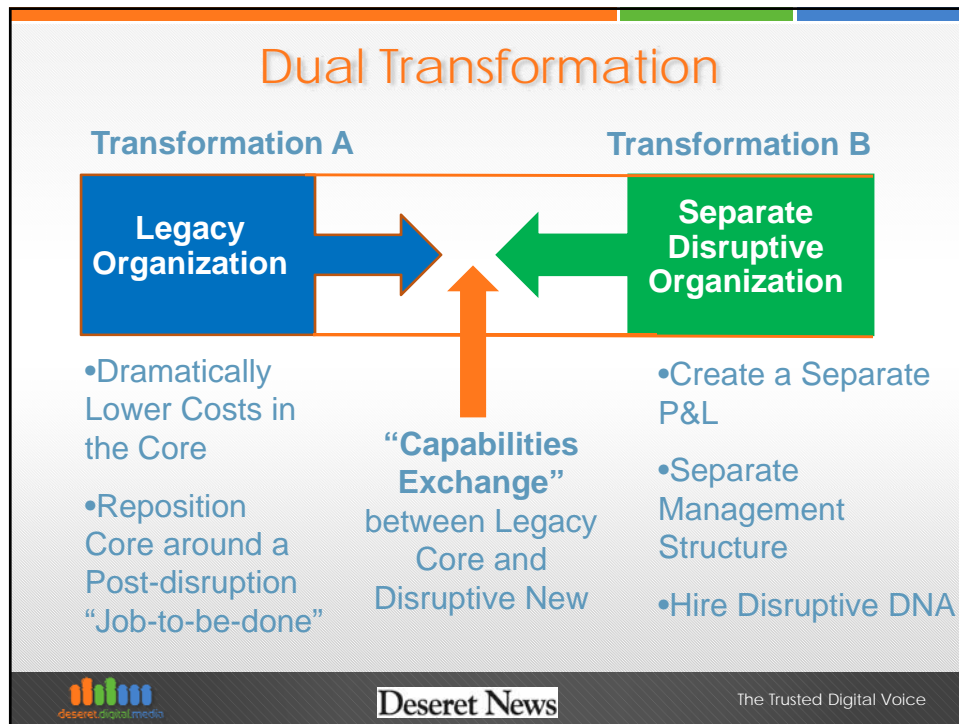 Dual Transformation
Transformation A
Transformation B
Legacy
Organization
Separate
Disruptive
Organization
•Dramatically
Lower Costs in
the Core
•Reposition
Core around a
Post-disruption
“Job-to-be-done”
“Capabilities
Exchange”
between Legacy
Core and
Disruptive New
•Create a Separate
P&L
•Separate
Management
Structure
•Hire Disruptive DNA
deseret.digital.media
Deseret News
The Trusted Digital Voice